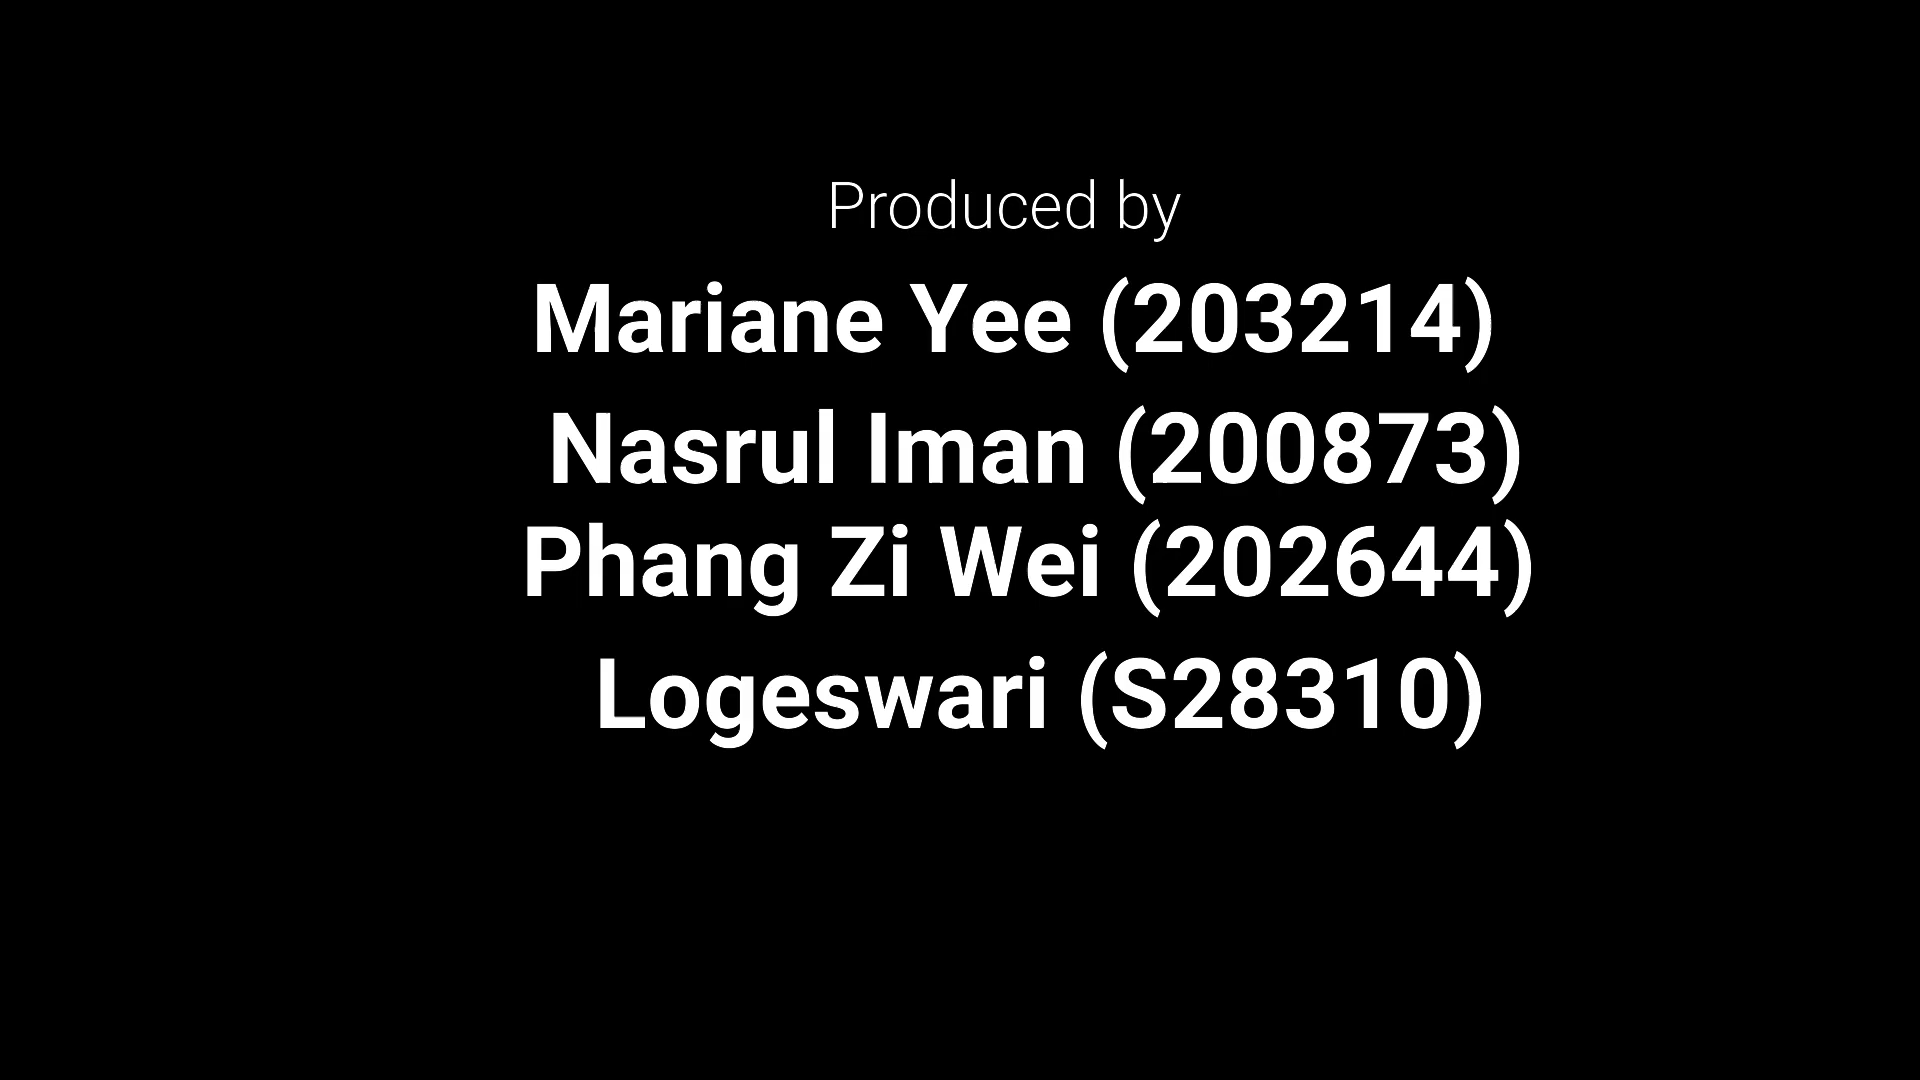 Produced by
Mariane Yee (203214)
Nasrul Iman (200873)
Phang Zi Wei (202644)
Logeswari (S28310)